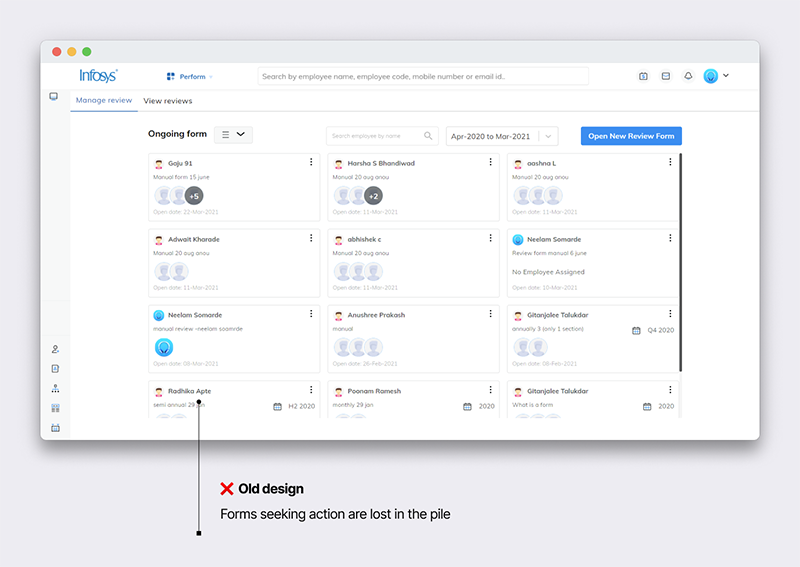 Infosys
Perform
Search by employee name, employee code, mobile number or email id..
Manage review
View reviews
Ongoing form
Search employee by name
Apr-2020 to Mar-2021
Open New Review Form
Gaju 91
Manual form 15 june
+5
Open date: 22-Mar-2021
Harsha S Bhandiwad
Manual 20 aug anou
+2
Open date: 11-Mar-2021
aashna L
Manual 20 aug anou
Open date: 11-Mar-2021
Adwait Kharade
Manual 20 aug anou
Open date: 11-Mar-2021
abhishek c
Manual 20 aug anou
Open date: 11-Mar-2021
Neelam Somarde
Review form manual 6 june
No Employee Assigned
Open date: 10-Mar-2021
Neelam Somarde
manual review -neelam soamrde
Open date: 08-Mar-2021
Anushree Prakash
manual
Open date: 26-Feb-2021
Gitanjalee Talukdar
annually 3 (only 1 section)
Q4 2020
Open date: 08-Feb-2021
Radhika Apte
semi annual 29 jan
H2 2020
Poonam Ramesh
monthly 29 jan
2020
Gitanjalee Talukdar
What is a form
2020
Old design
Forms seeking action are lost in the pile